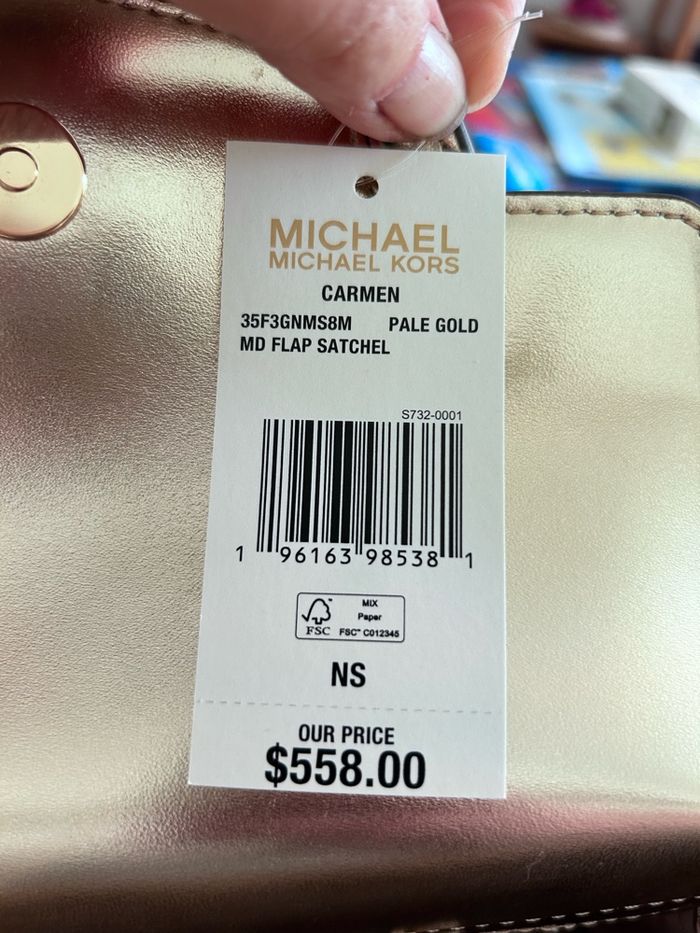 MICHAEL
MICHAEL KORS
CARMEN
35F3GNMS8M PALE GOLD
MD FLAP SATCHEL
S732-0001
1 96163 98538 1
FSC
MIX
Paper
FSC™ C012345
NS
OUR PRICE
$558.00